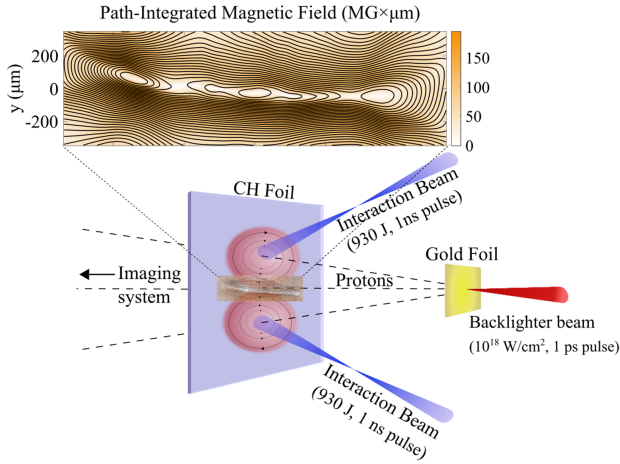 Path-Integrated Magnetic Field (MG×μm)
y (μm)
200
0
-200
150
100
50
0
CH Foil
Interaction Beam
(930 J, 1ns pulse)
Gold Foil
Imaging
system
Protons
Backlighter beam
(10¹⁸ W/cm², 1 ps pulse)
Interaction Beam
(930 J, 1 ns pulse)